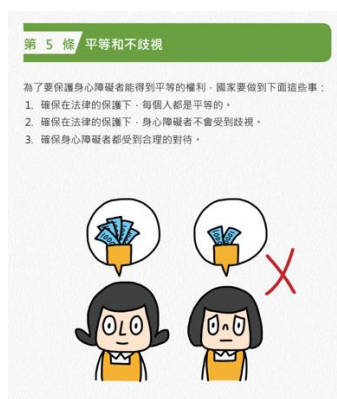 第 5 條 平等和不歧視
為了要保護身心障礙者能得到平等的權利，國家要做到下面這些事：
1. 確保在法律的保護下，每個人都是平等的。
2. 確保在法律的保護下，身心障礙者不會受到歧視。
3. 確保身心障礙者都受到合理的對待。